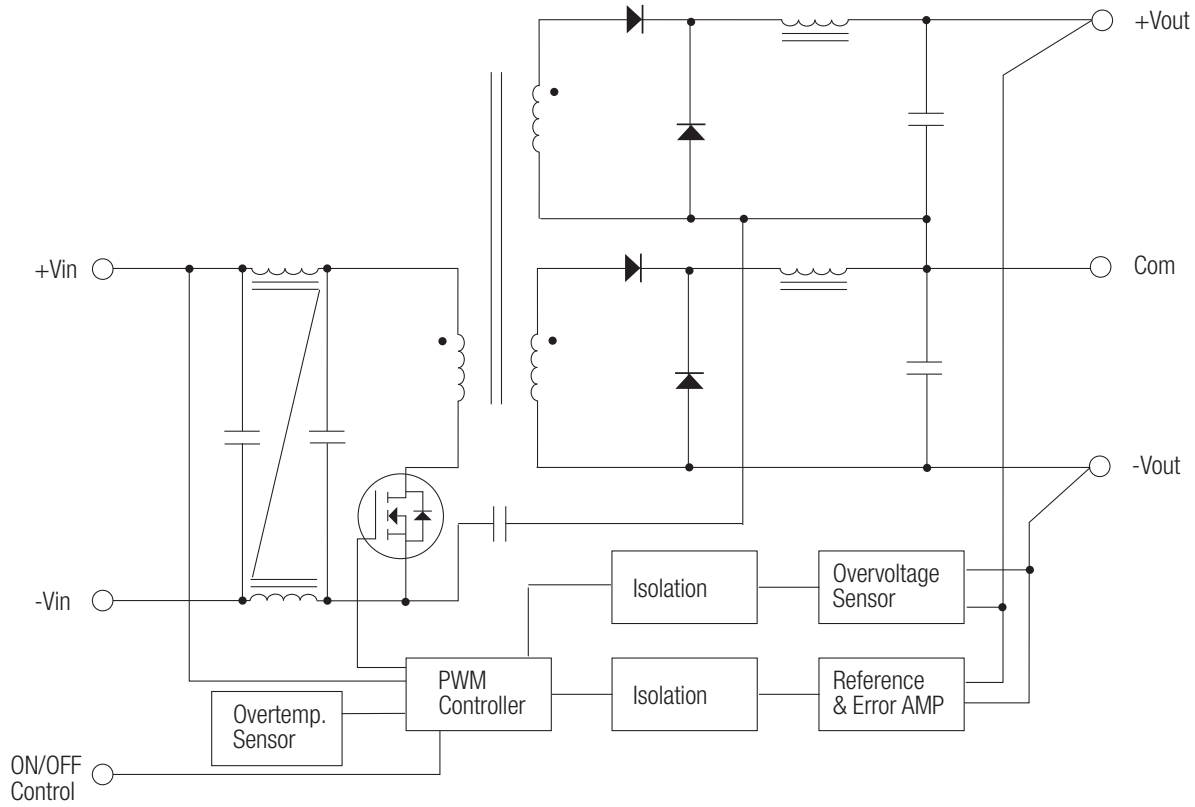 +Vout
+Vin
Com
-Vout
Isolation
Overvoltage
Sensor
-Vin
PWM
Controller
Isolation
Reference
& Error AMP
Overtemp.
Sensor
ON/OFF
Control